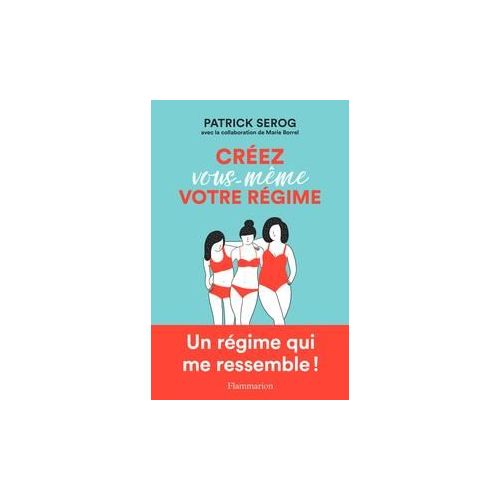 PATRICK SEROG
avec la collaboration de Marie Borrel
CRÉEZ
vous-même
VOTRE RÉGIME
Un régime qui
me ressemble !
Flammarion